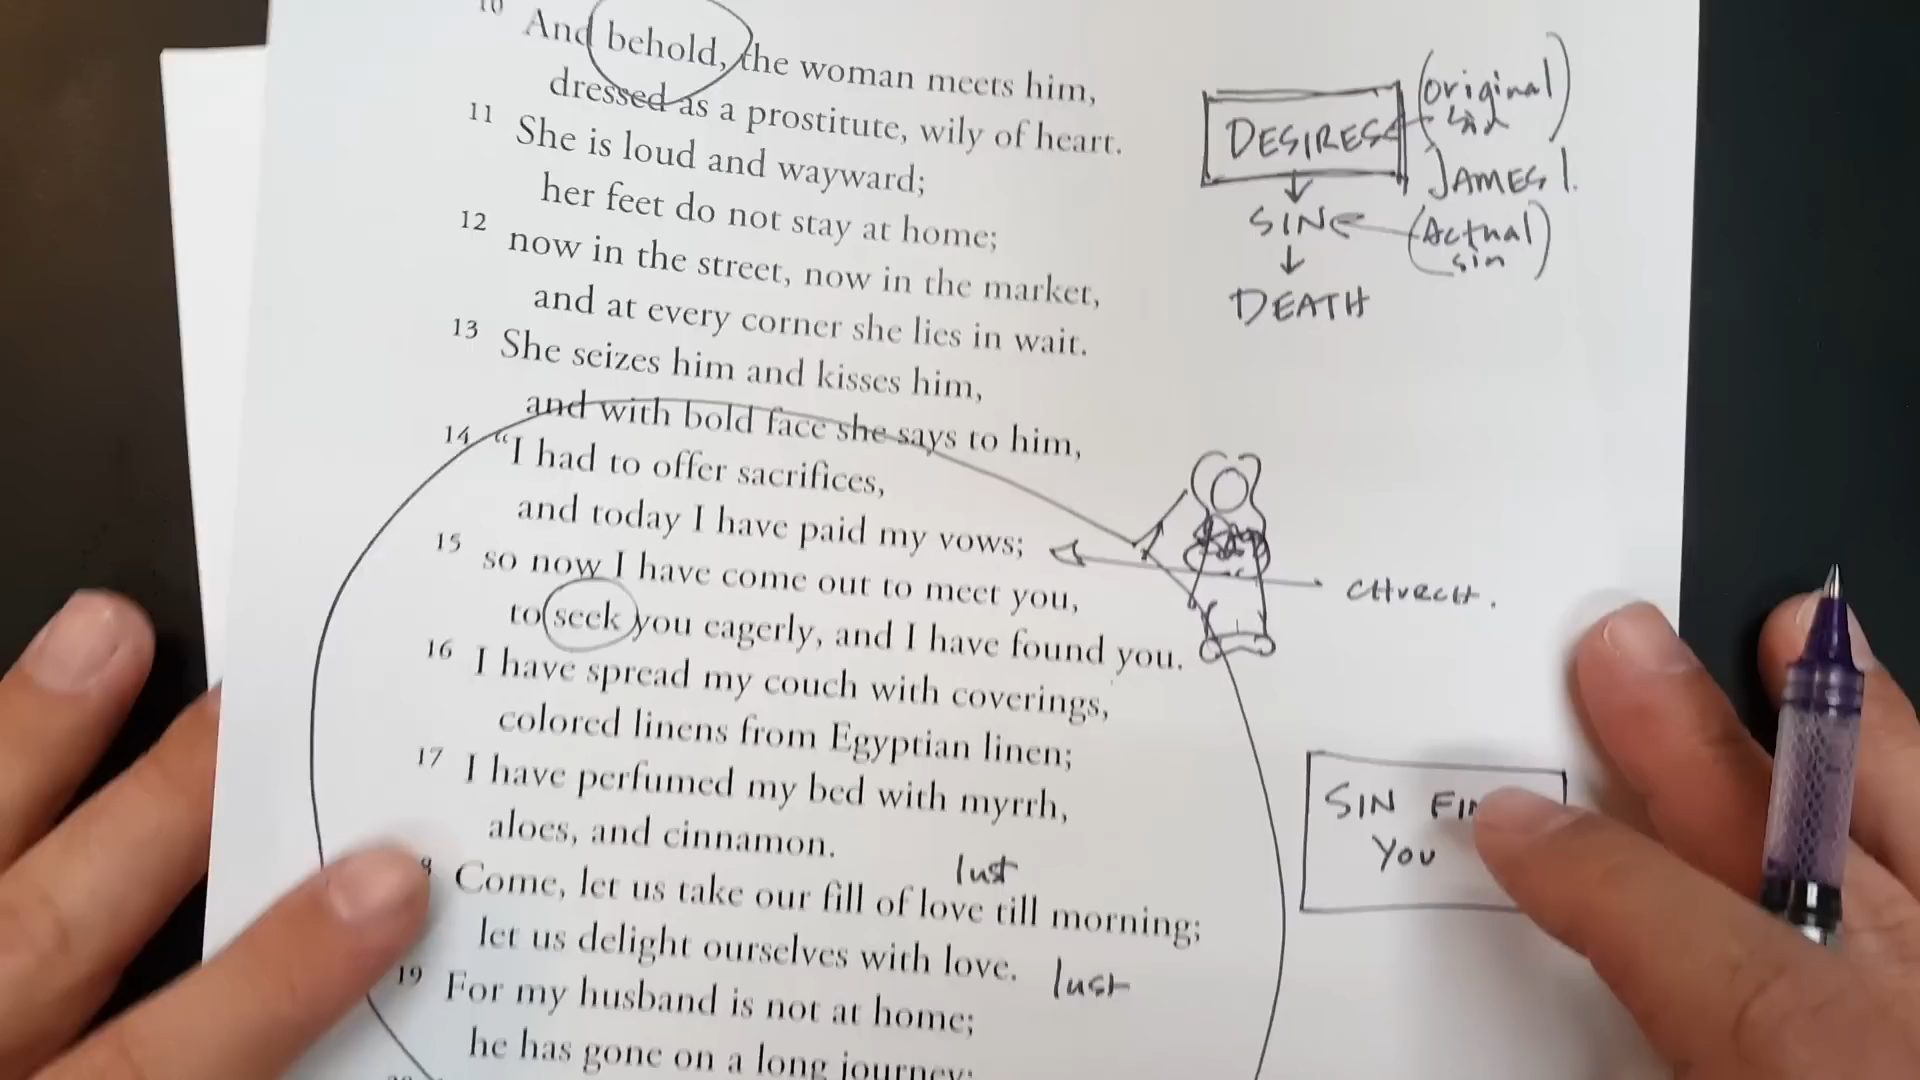 10 And behold, the woman meets him,
dressed as a prostitute, wily of heart.
11 She is loud and wayward;
her feet do not stay at home;
12 now in the street, now in the market,
and at every corner she lies in wait.
13 She seizes him and kisses him,
and with bold face she says to him,
14 “I had to offer sacrifices,
and today I have paid my vows;
15 so now I have come out to meet you,
to seek you eagerly, and I have found you.
16 I have spread my couch with coverings,
colored linens from Egyptian linen;
17 I have perfumed my bed with myrrh,
aloes, and cinnamon.
lust
Come, let us take our fill of love till morning;
let us delight ourselves with love.
lust
19 For my husband is not at home;
he has gone on a long journey;
DESIRES
(original
sin)
JAMES 1.
SIN
(Actual
sin)
DEATH
CHURCH.
SIN
YOU